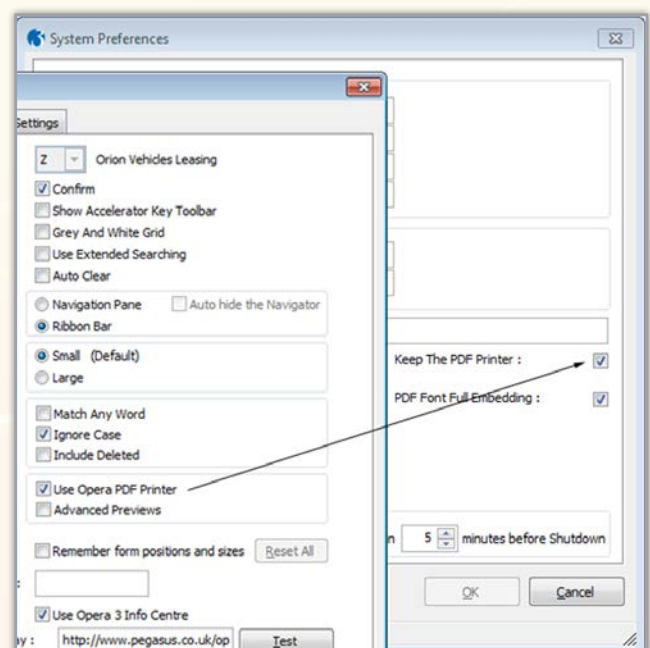 System Preferences
Settings
Z Orion Vehicles Leasing
Confirm
Show Accelerator Key Toolbar
Grey And White Grid
Use Extended Searching
Auto Clear
Navigation Pane Auto hide the Navigator
Ribbon Bar
Small (Default)
Large
Match Any Word
Ignore Case
Include Deleted
Use Opera PDF Printer
Advanced Previews
Remember form positions and sizes Reset All
:
Use Opera 3 Info Centre
ay : http://www.pegasus.co.uk/op Test
Keep The PDF Printer :
PDF Font Full Embedding :
n 5 minutes before Shutdown
OK Cancel